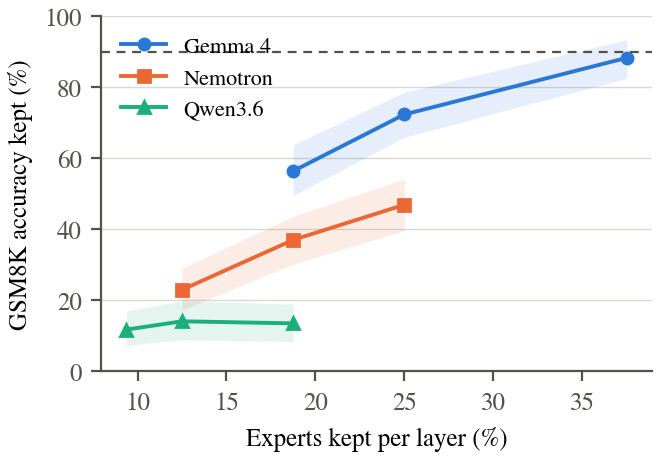 GSM8K accuracy kept (%)
100
80
60
40
20
0
Gemma 4
Nemotron
Qwen3.6
10 15 20 25 30 35
Experts kept per layer (%)